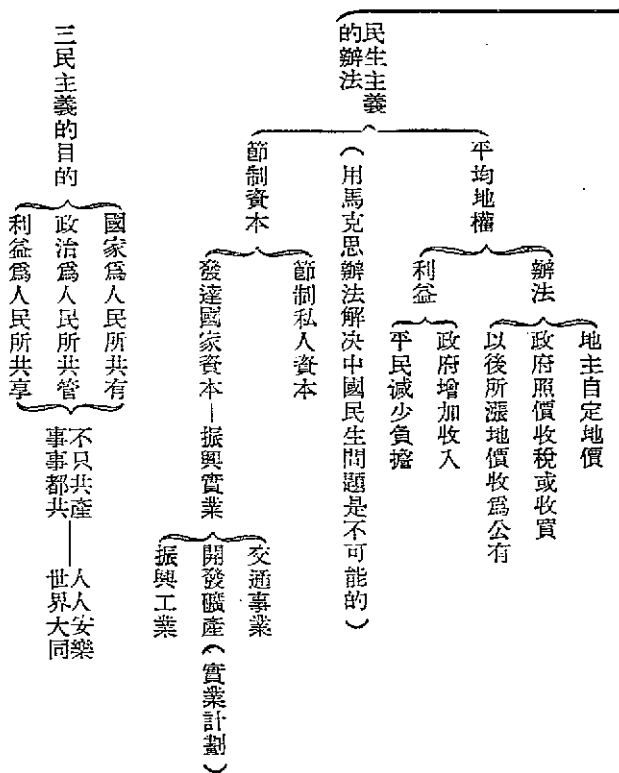 民生主義
的辦法
平均地權
辦法
地主自定地價
政府照價收稅或收買
以後所漲地價收爲公有
利益
政府增加收入
平民減少負擔
（用馬克思辦法解決中國民生問題是不可能的）
節制資本
節制私人資本
發達國家資本—振興實業
交通事業
開發礦產（實業計劃）
振興工業
三民主義的目的
國家爲人民所共有
政治爲人民所共管
利益爲人民所共享
不只共產
事事都共
人人安樂
世界大同